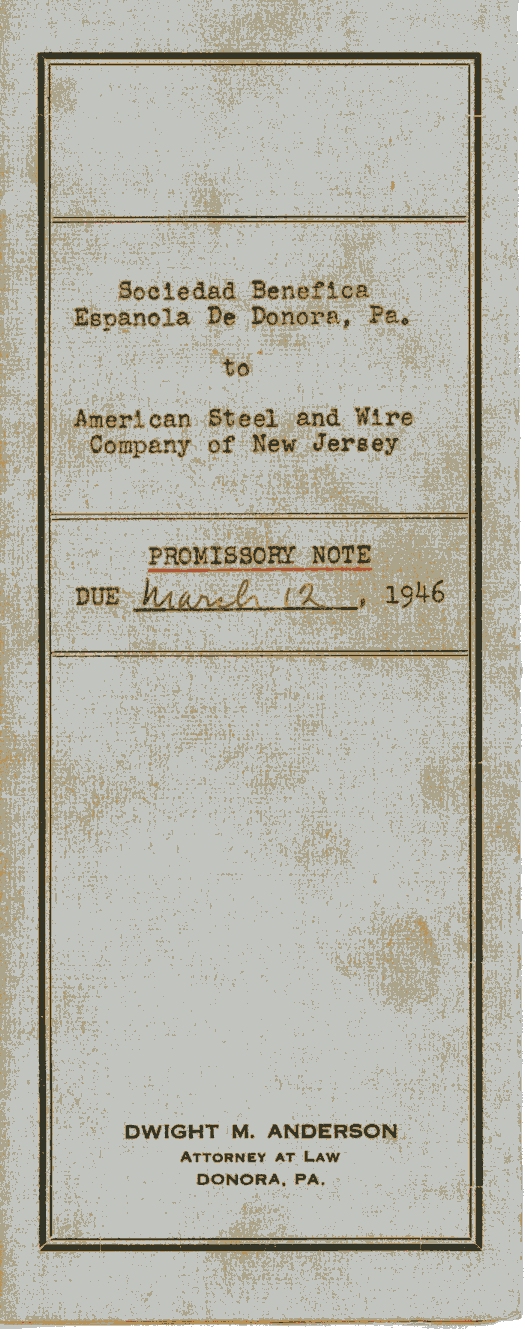 Sociedad Benefica
Espanola De Donora, Pa.
to
American Steel and Wire
Company of New Jersey
PROMISSORY NOTE
DUE March 12, 1946
DWIGHT M. ANDERSON
ATTORNEY AT LAW
DONORA, PA.